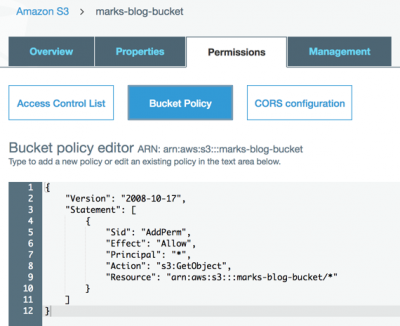 Amazon S3 > marks-blog-bucket
Overview Properties Permissions Management
Access Control List Bucket Policy CORS configuration
Bucket policy editor ARN: arn:aws:s3:::marks-blog-bucket
Type to add a new policy or edit an existing policy in the text area below.
1 {
2 "Version": "2008-10-17",
3 "Statement": [
4 {
5 "Sid": "AddPerm",
6 "Effect": "Allow",
7 "Principal": "*",
8 "Action": "s3:GetObject",
9 "Resource": "arn:aws:s3:::marks-blog-bucket/*"
10 }
11 ]
12 }